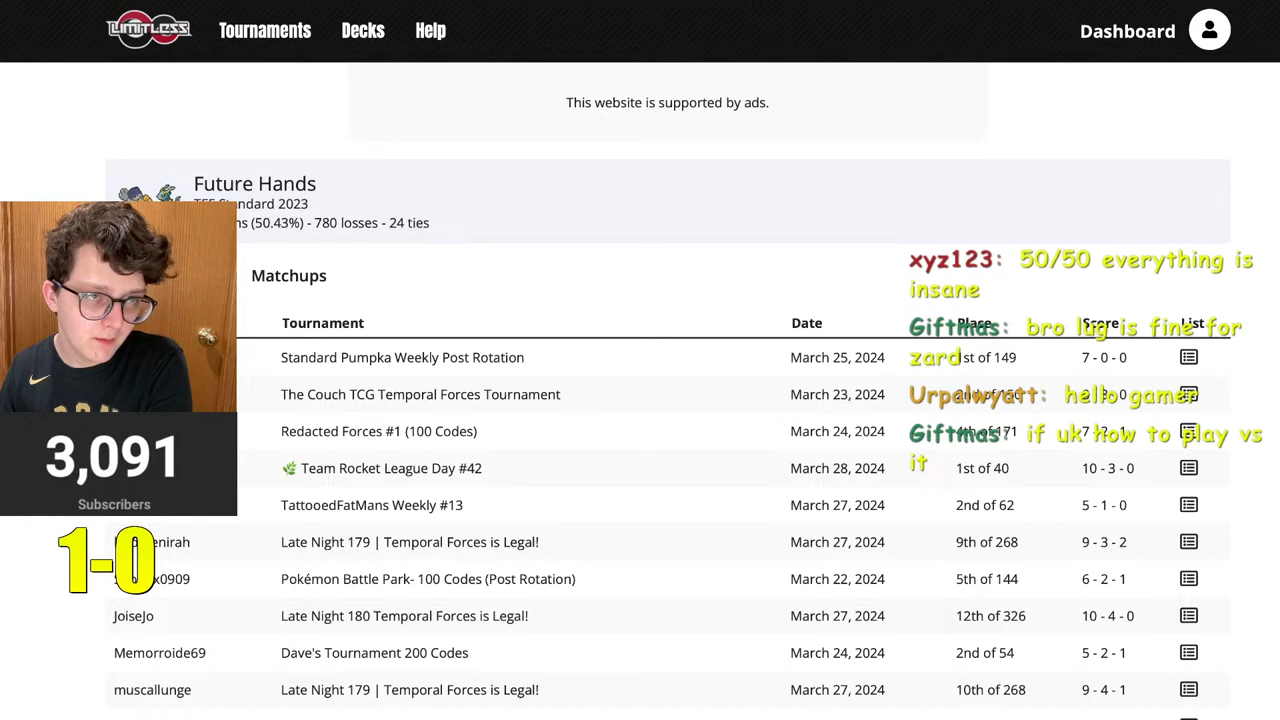 LIMITLESS Tournaments Decks Help Dashboard
This website is supported by ads.
Future Hands
Standard 2023
(50.43%) - 780 losses - 24 ties
Matchups
xyz123: 50/50 everything is
insane
Tournament Date Place Score List
Giftmas: bro lug is fine for
zard
Standard Pumpka Weekly Post Rotation March 25, 2024 1st of 149 7 - 0 - 0
The Couch TCG Temporal Forces Tournament March 23, 2024
Urpalwyatt: hello gamer
Redacted Forces #1 (100 Codes) March 24, 2024 171
Giftmas: if uk how to play vs
it
Team Rocket League Day #42 March 28, 2024 1st of 40 10 - 3 - 0
TattooedFatMans Weekly #13 March 27, 2024 2nd of 62 5 - 1 - 0
Late Night 179 | Temporal Forces is Legal! March 27, 2024 9th of 268 9 - 3 - 2
Pokémon Battle Park- 100 Codes (Post Rotation) March 22, 2024 5th of 144 6 - 2 - 1
JoiseJo Late Night 180 Temporal Forces is Legal! March 27, 2024 12th of 326 10 - 4 - 0
Memorroide69 Dave's Tournament 200 Codes March 24, 2024 2nd of 54 5 - 2 - 1
muscallunge Late Night 179 | Temporal Forces is Legal! March 27, 2024 10th of 268 9 - 4 - 1
3,091
Subscribers
1-0